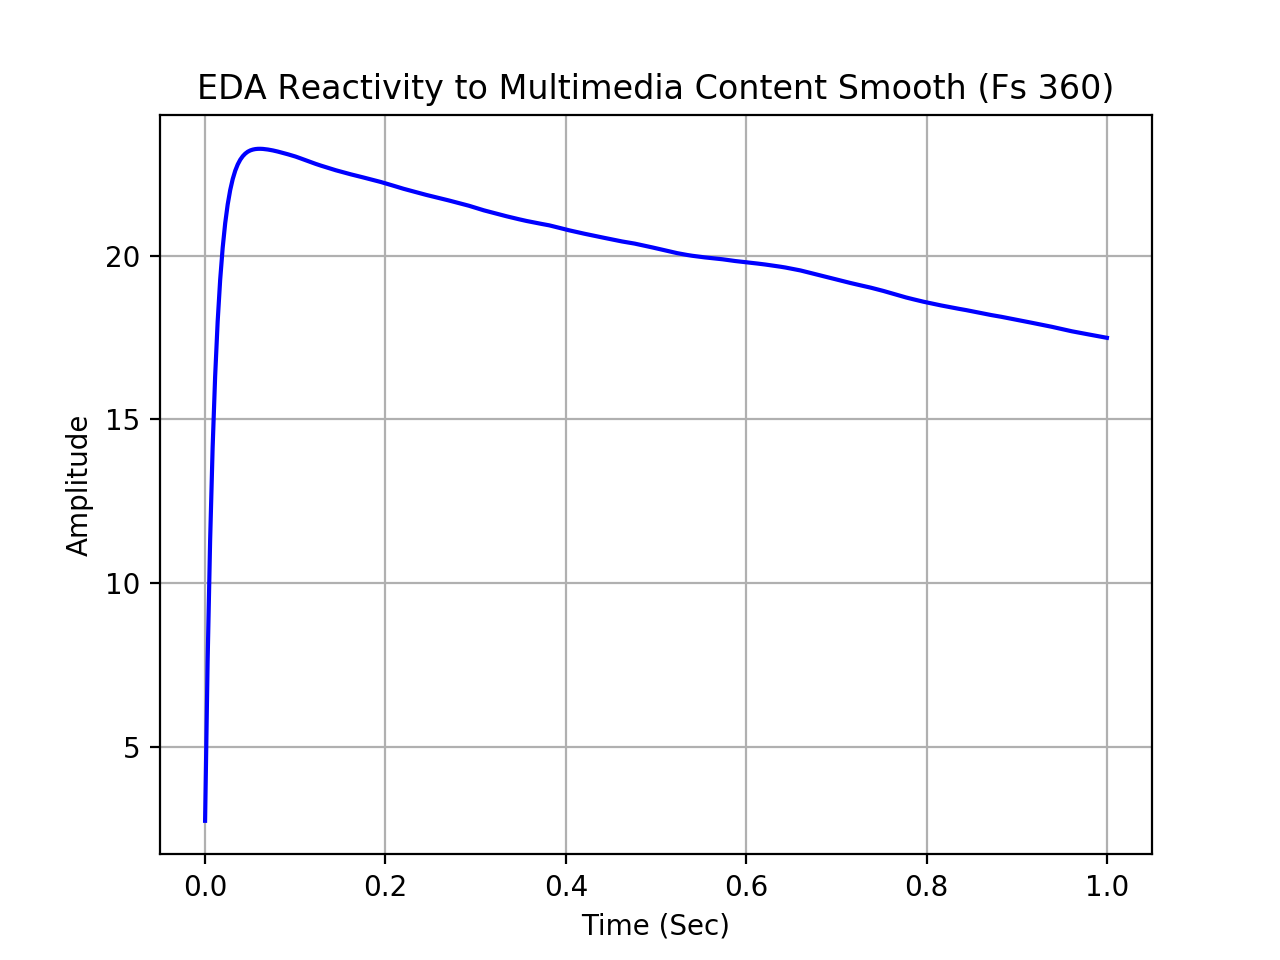 EDA Reactivity to Multimedia Content Smooth (Fs 360)
20
15
10
5
Amplitude
0.0 0.2 0.4 0.6 0.8 1.0
Time (Sec)